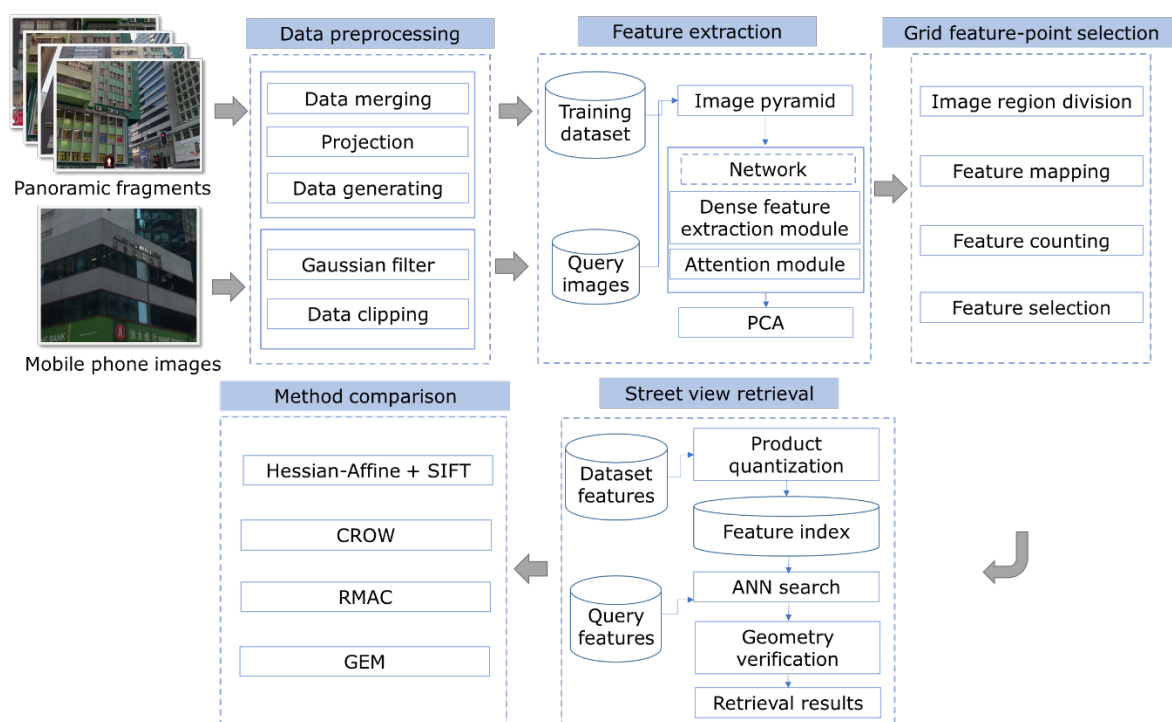 Data preprocessing
Feature extraction
Grid feature-point selection
Panoramic fragments
Mobile phone images
Data merging
Projection
Data generating
Gaussian filter
Data clipping
Training
dataset
Query
images
Image pyramid
Network
Dense feature
extraction module
Attention module
PCA
Image region division
Feature mapping
Feature counting
Feature selection
Method comparison
Street view retrieval
Hessian-Affine + SIFT
CROW
RMAC
GEM
Dataset
features
Query
features
Product
quantization
Feature index
ANN search
Geometry
verification
Retrieval results